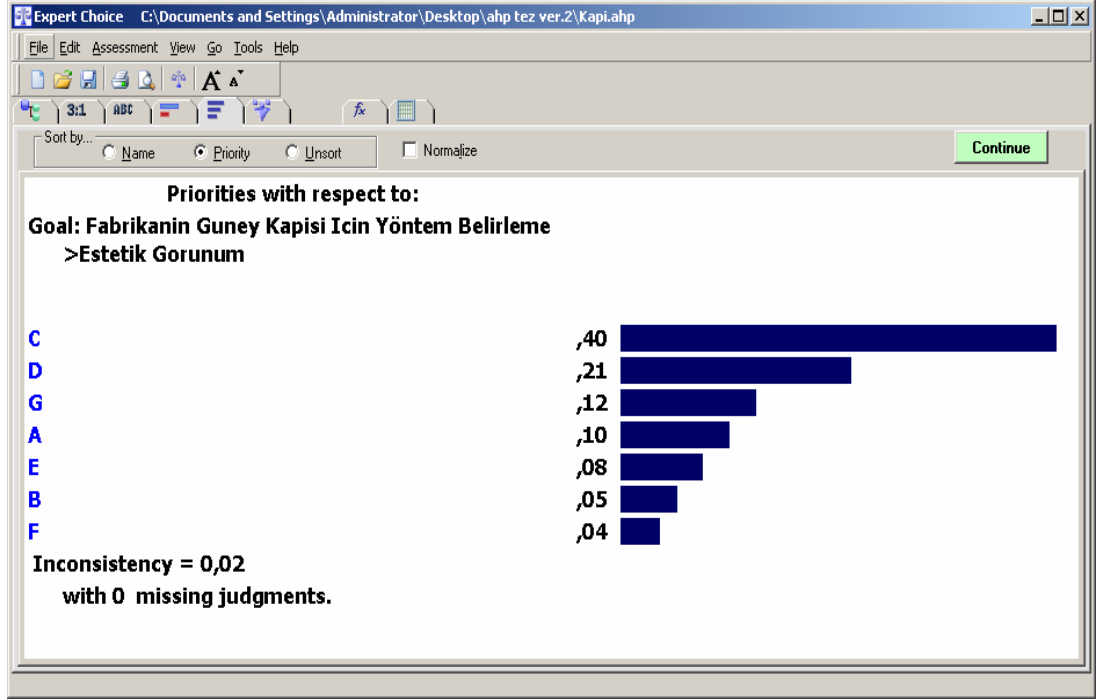 Expert Choice C:\Documents and Settings\Administrator\Desktop\ahp tez ver.2\Kapi.ahp
File Edit Assessment View Go Tools Help
A A
3:1 ABC fx
Sort by... Name Priority Unsort Normalize Continue
Priorities with respect to:
Goal: Fabrikanin Guney Kapisi Icin Yöntem Belirleme
>Estetik Gorunum
C ,40
D ,21
G ,12
A ,10
E ,08
B ,05
F ,04
Inconsistency = 0,02
with 0 missing judgments.